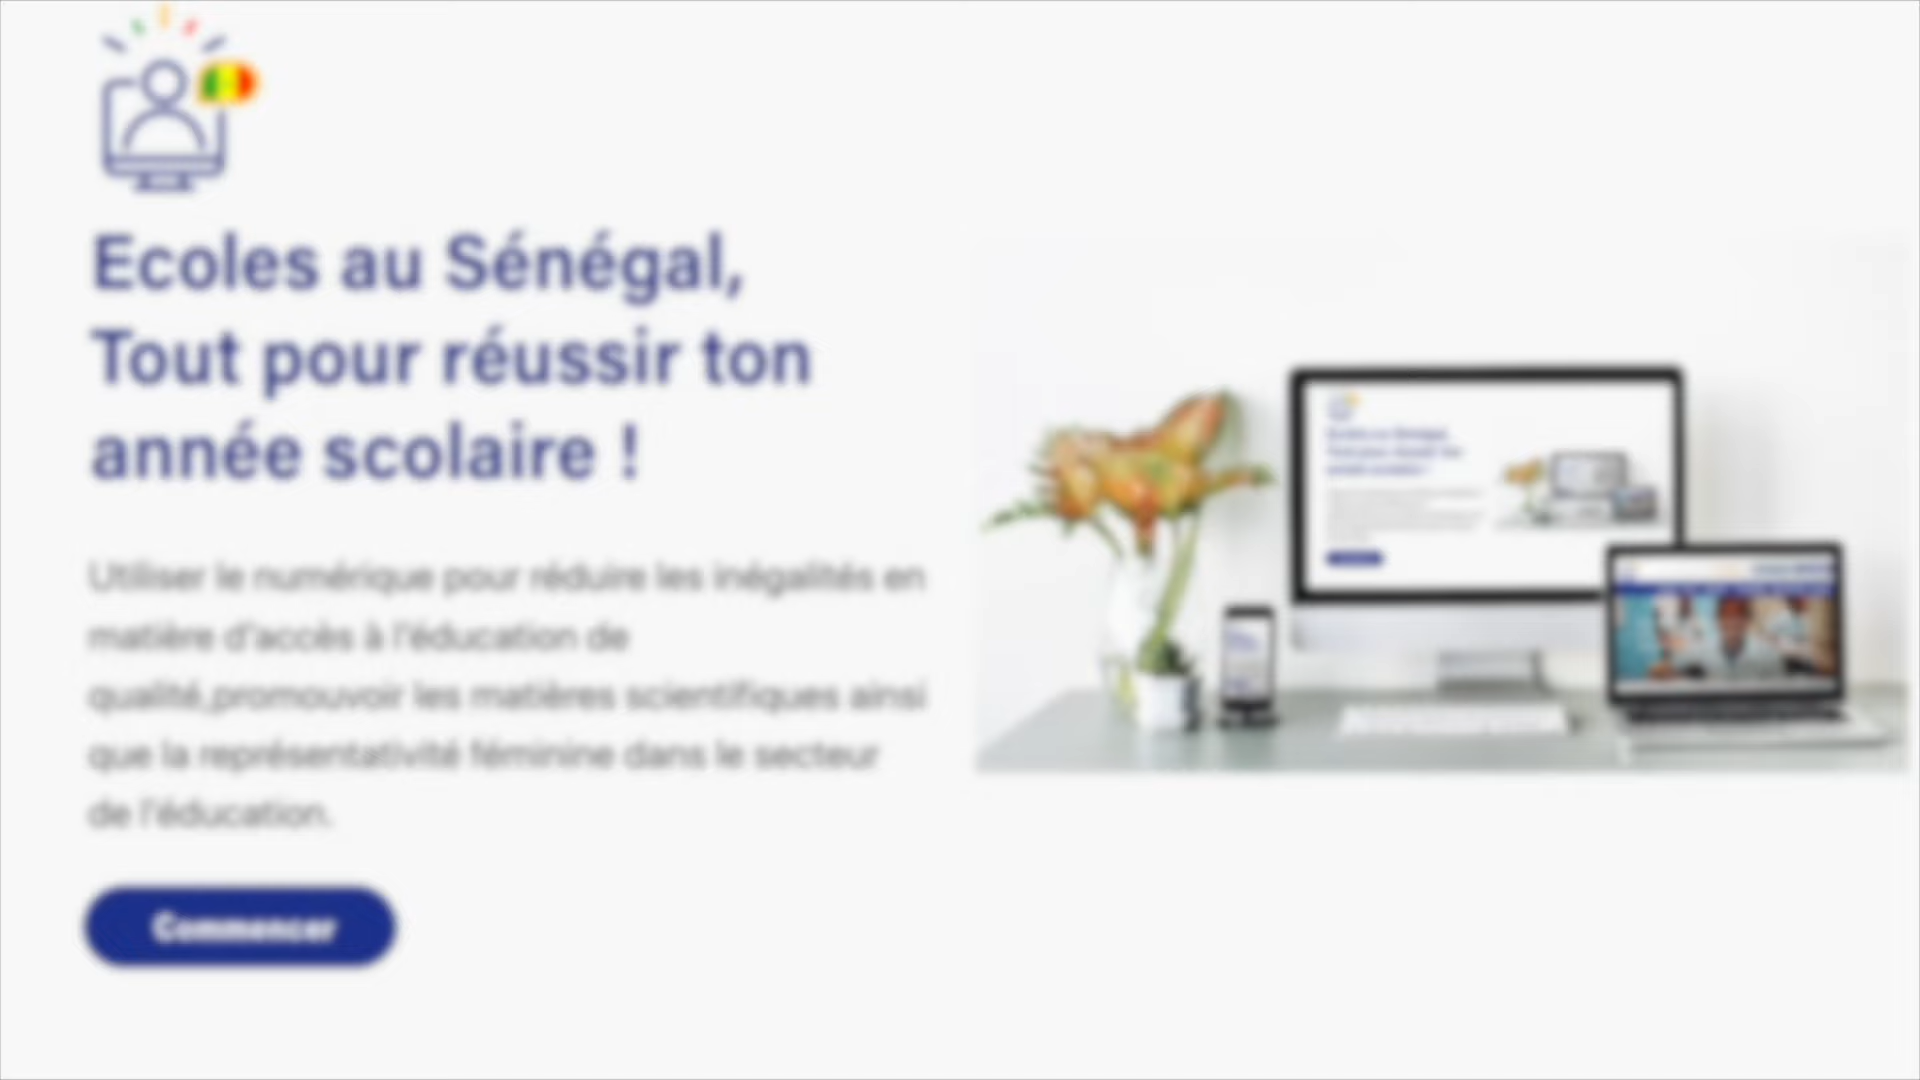 Ecoles au Sénégal,
Tout pour réussir ton
année scolaire !
Utiliser le numérique pour réduire les inégalités en
matière d'accès à l'éducation de
qualité,promouvoir les matières scientifiques ainsi
que la représentativité féminine dans le secteur
de l'éducation.
Commencer